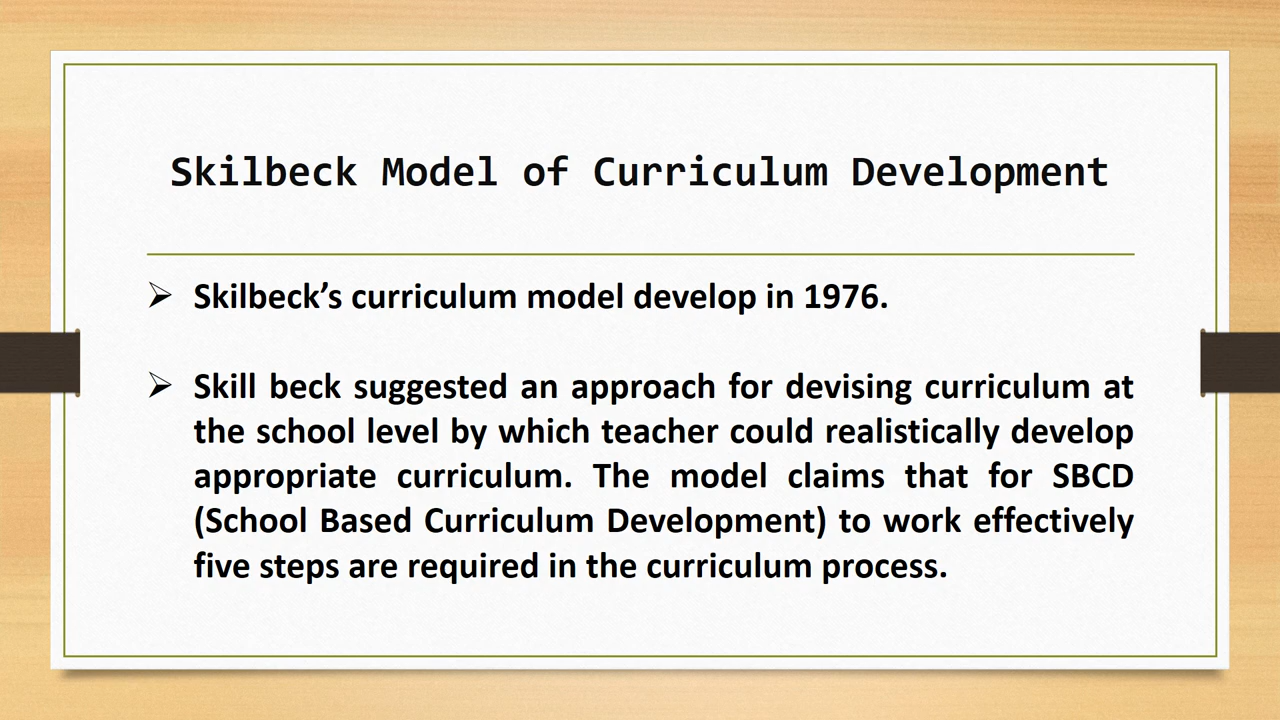 Skilbeck Model of Curriculum Development
➢ Skilbeck’s curriculum model develop in 1976.
➢ Skill beck suggested an approach for devising curriculum at
the school level by which teacher could realistically develop
appropriate curriculum. The model claims that for SBCD
(School Based Curriculum Development) to work effectively
five steps are required in the curriculum process.